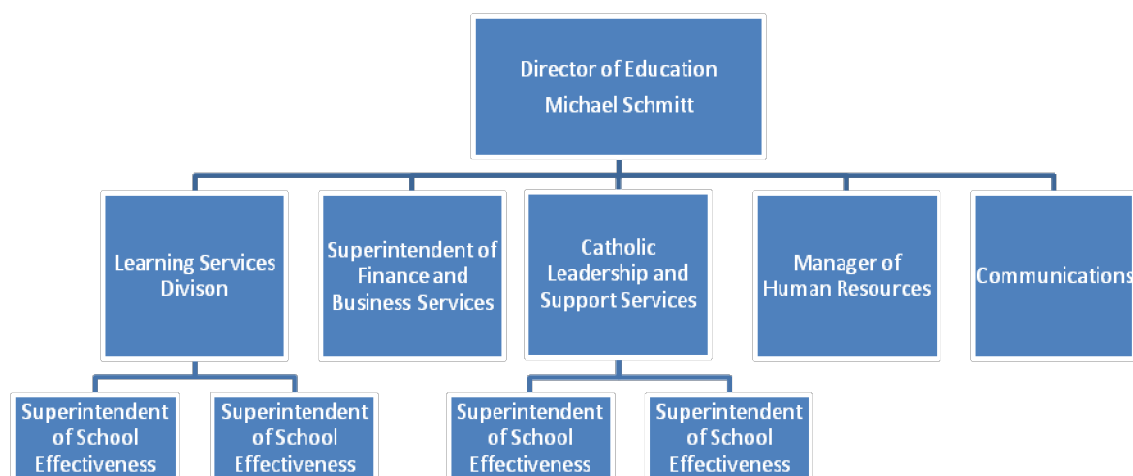 Director of Education
Michael Schmitt
Learning Services
Divison
Superintendent of
Finance and
Business Services
Catholic
Leadership and
Support Services
Manager of
Human Resources
Communications
Superintendent
of School
Effectiveness
Superintendent
of School
Effectiveness
Superintendent
of School
Effectiveness
Superintendent
of School
Effectiveness